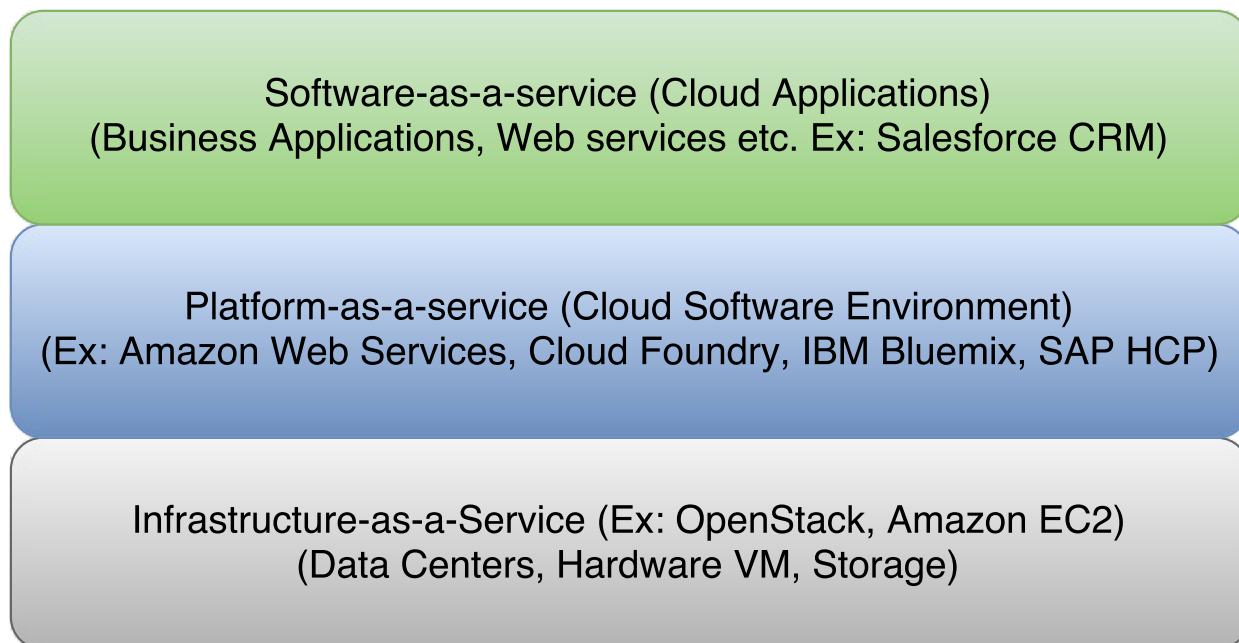 Software-as-a-service (Cloud Applications)
(Business Applications, Web services etc. Ex: Salesforce CRM)
Platform-as-a-service (Cloud Software Environment)
(Ex: Amazon Web Services, Cloud Foundry, IBM Bluemix, SAP HCP)
Infrastructure-as-a-Service (Ex: OpenStack, Amazon EC2)
(Data Centers, Hardware VM, Storage)